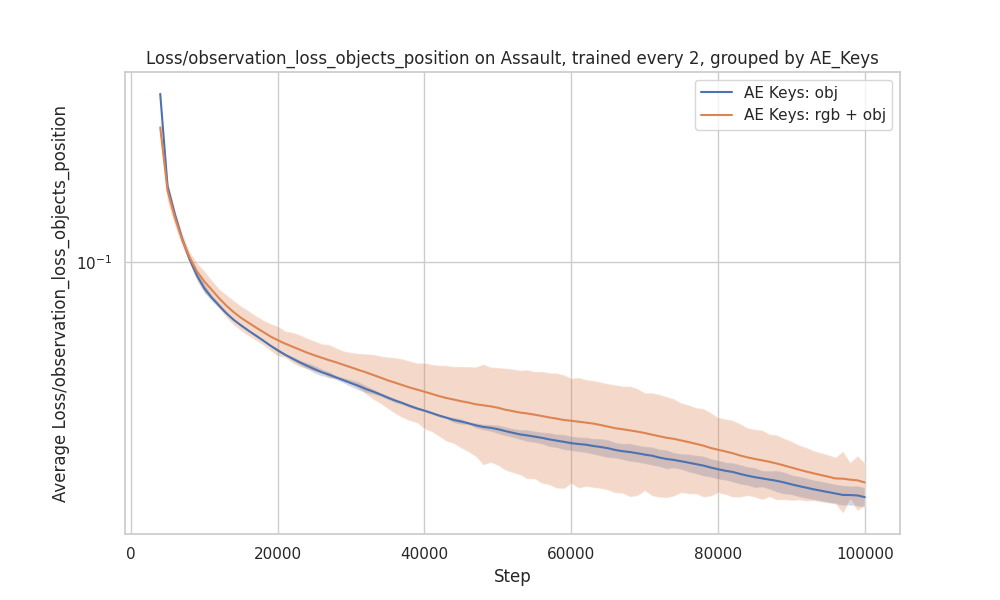 Loss/observation_loss_objects_position on Assault, trained every 2, grouped by AE_Keys
AE Keys: obj
AE Keys: rgb + obj
Average Loss/observation_loss_objects_position
10⁻¹
0
20000
40000
60000
80000
100000
Step